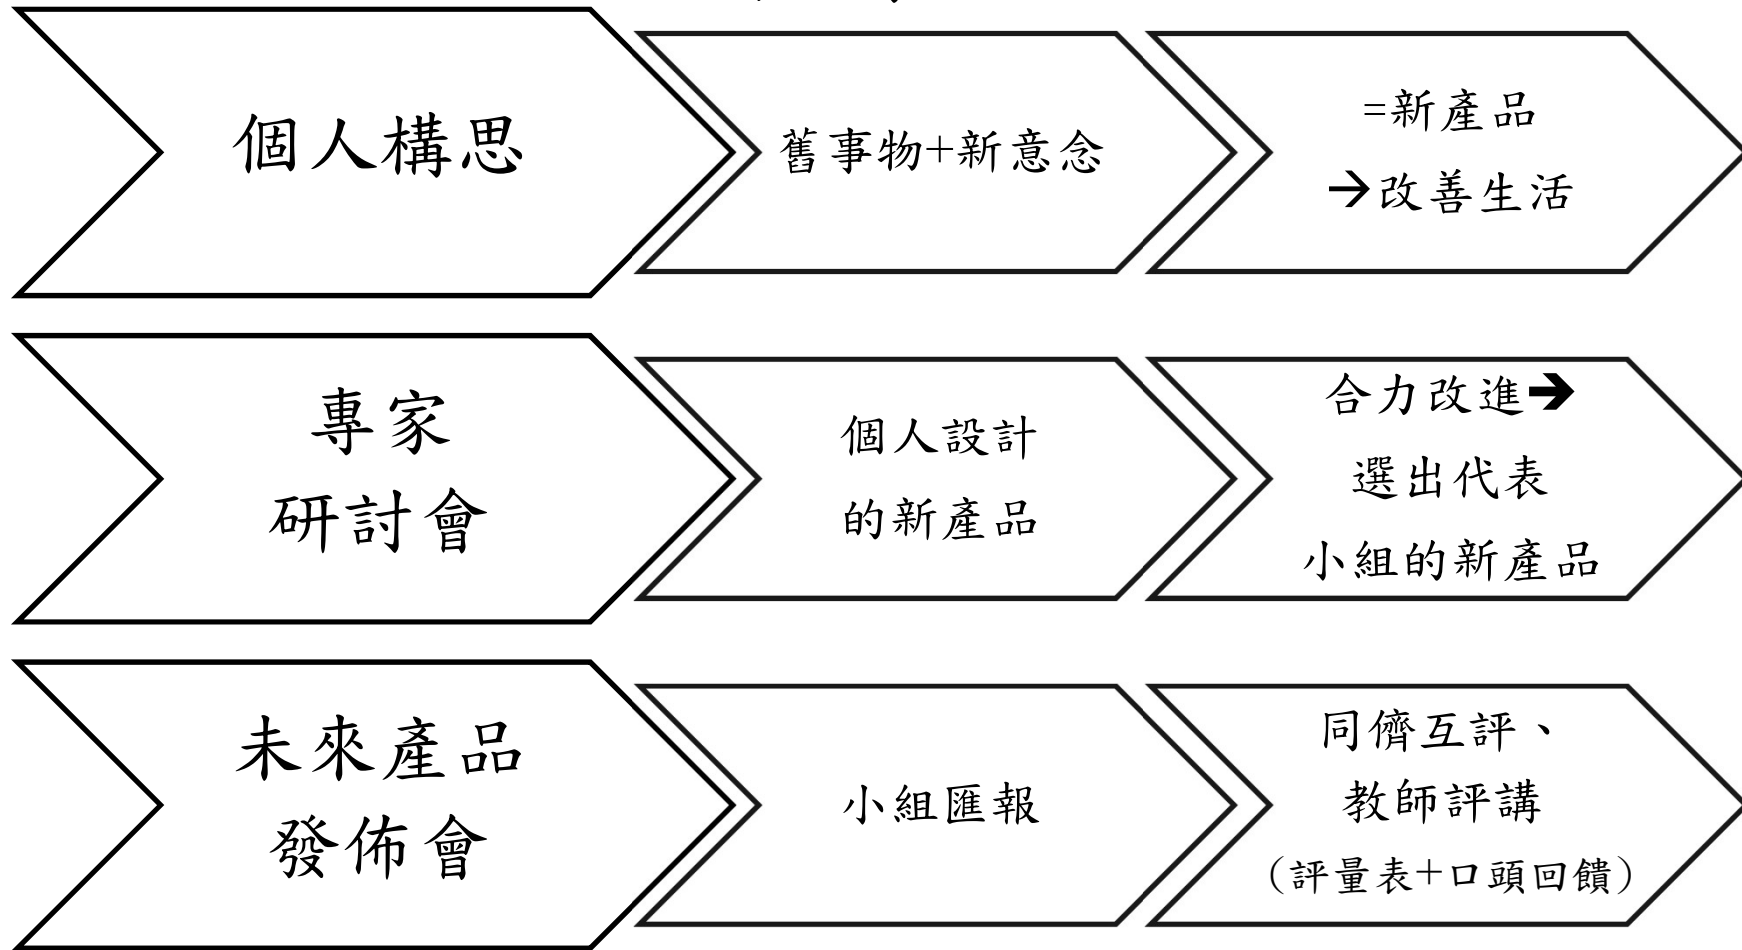 個人構思
舊事物+新意念
=新產品
→改善生活
專家
研討會
個人設計
的新產品
合力改進➔
選出代表
小組的新產品
未來產品
發佈會
小組匯報
同儕互評、
教師評講
(評量表+口頭回饋)